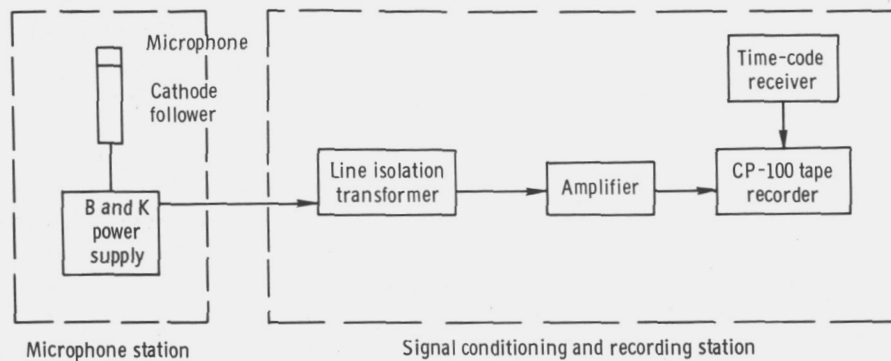 Microphone
Cathode
follower
B and K
power
supply
Microphone station
Line isolation
transformer
Amplifier
Time-code
receiver
CP-100 tape
recorder
Signal conditioning and recording station